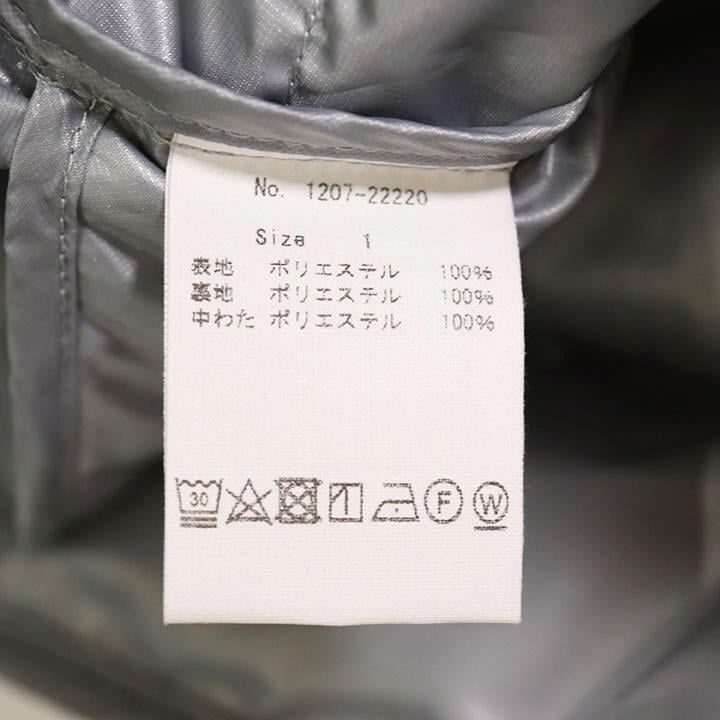 No. 1207-22220
Size 1
表地 ポリエステル 100%
裏地 ポリエステル 100%
中わた ポリエステル 100%
30 F W